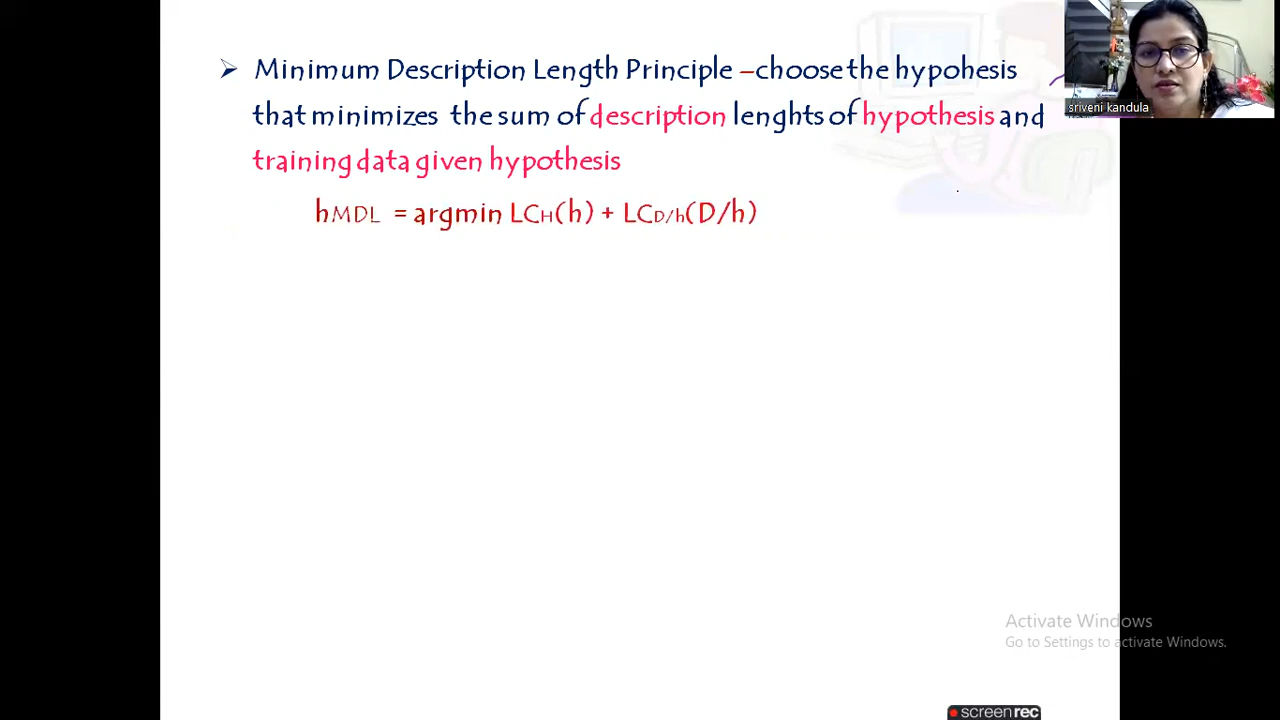 ➢ Minimum Description Length Principle –choose the hypohesis
that minimizes the sum of description lenghts of hypothesis and
training data given hypothesis
hMDL = argmin LCH(h) + LCD/h(D/h)
sriveni kandula
Activate Windows
Go to Settings to activate Windows.
screenrec